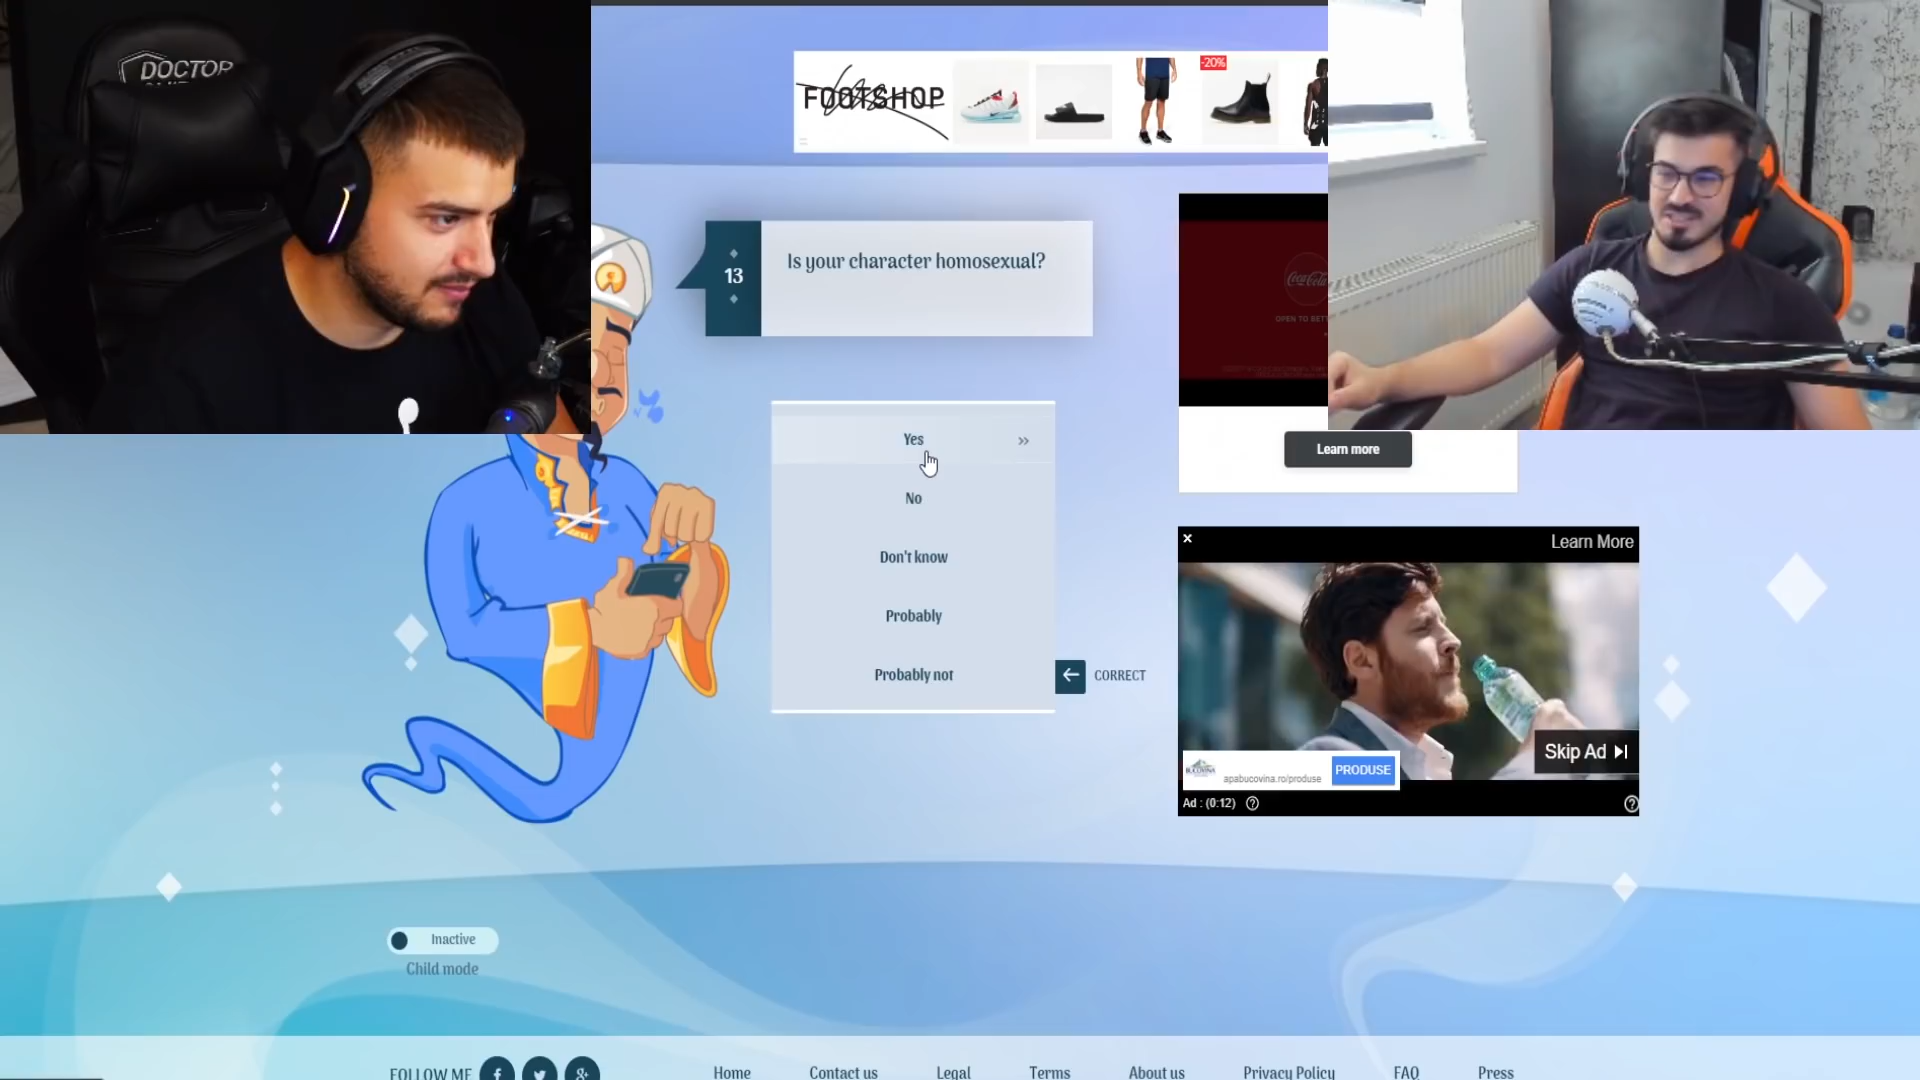 DOCTOR
FOOTSHOP
-20%
13
Is your character homosexual?
Coca-Cola
Yes
No
Don't know
Probably
Probably not
CORRECT
Learn more
Learn More
Skip Ad
apabucovina.ro/produse
PRODUSE
Ad : (0:12)
Inactive
Child mode
FOLLOW ME
Home
Contact us
Legal
Terms
About us
Privacy Policy
FAQ
Press